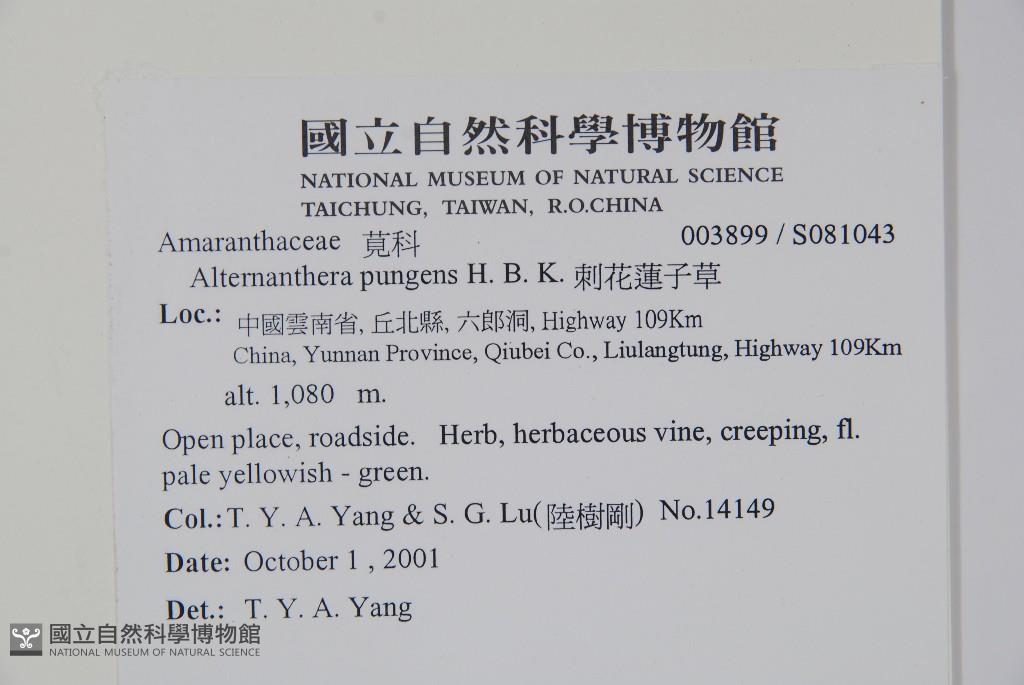 國立自然科學博物館
NATIONAL MUSEUM OF NATURAL SCIENCE
TAICHUNG, TAIWAN, R.O.CHINA
Amaranthaceae 莧科 003899 / S081043
Alternanthera pungens H. B. K. 刺花蓮子草
Loc.: 中國雲南省, 丘北縣, 六郎洞, Highway 109Km
China, Yunnan Province, Qiubei Co., Liulangtung, Highway 109Km
alt. 1,080 m.
Open place, roadside. Herb, herbaceous vine, creeping, fl.
pale yellowish - green.
Col.: T. Y. A. Yang & S. G. Lu(陸樹剛) No.14149
Date: October 1 , 2001
Det.: T. Y. A. Yang
國立自然科學博物館
NATIONAL MUSEUM OF NATURAL SCIENCE